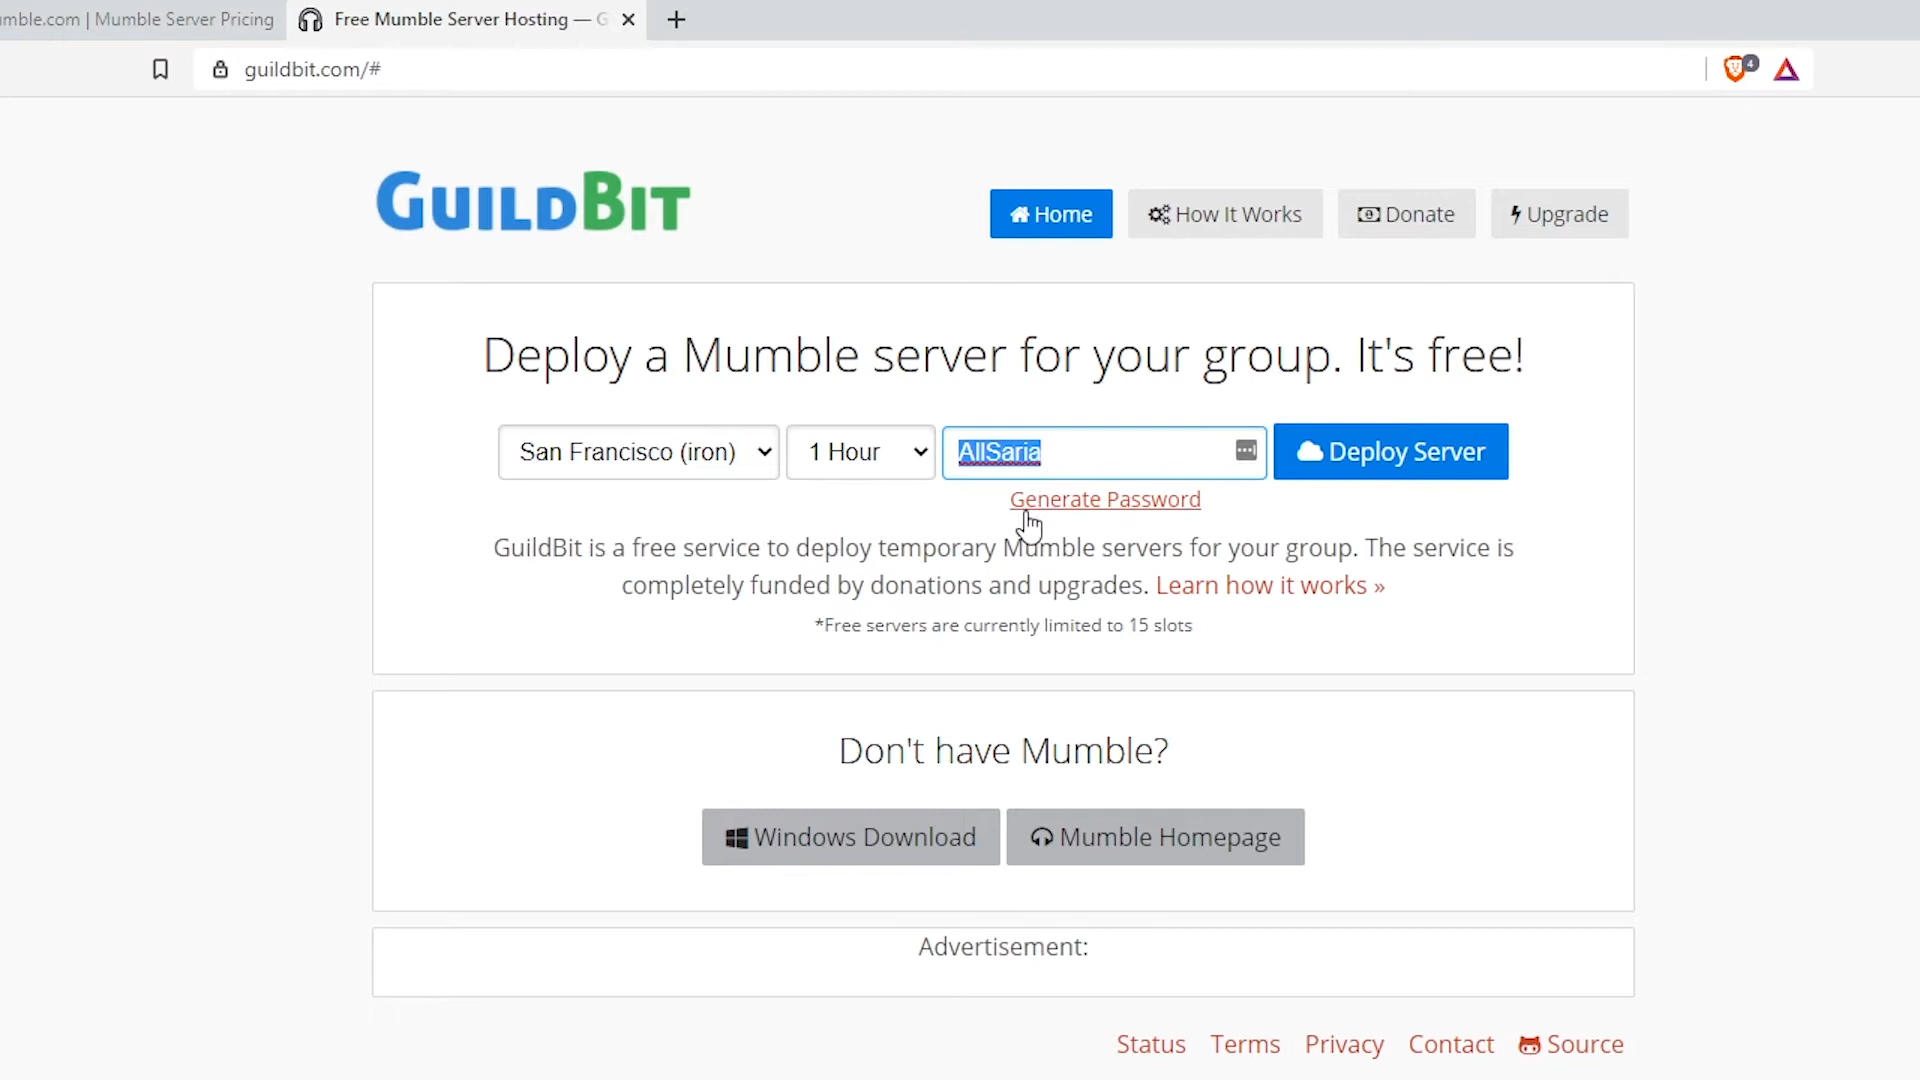 mble.com | Mumble Server Pricing
Free Mumble Server Hosting — G
guildbit.com/#
4
GUILDBIT
Home
How It Works
Donate
Upgrade
Deploy a Mumble server for your group. It's free!
San Francisco (iron)
1 Hour
AllSaria
Deploy Server
Generate Password
GuildBit is a free service to deploy temporary Mumble servers for your group. The service is
completely funded by donations and upgrades. Learn how it works »
*Free servers are currently limited to 15 slots
Don't have Mumble?
Windows Download
Mumble Homepage
Advertisement:
Status
Terms
Privacy
Contact
Source